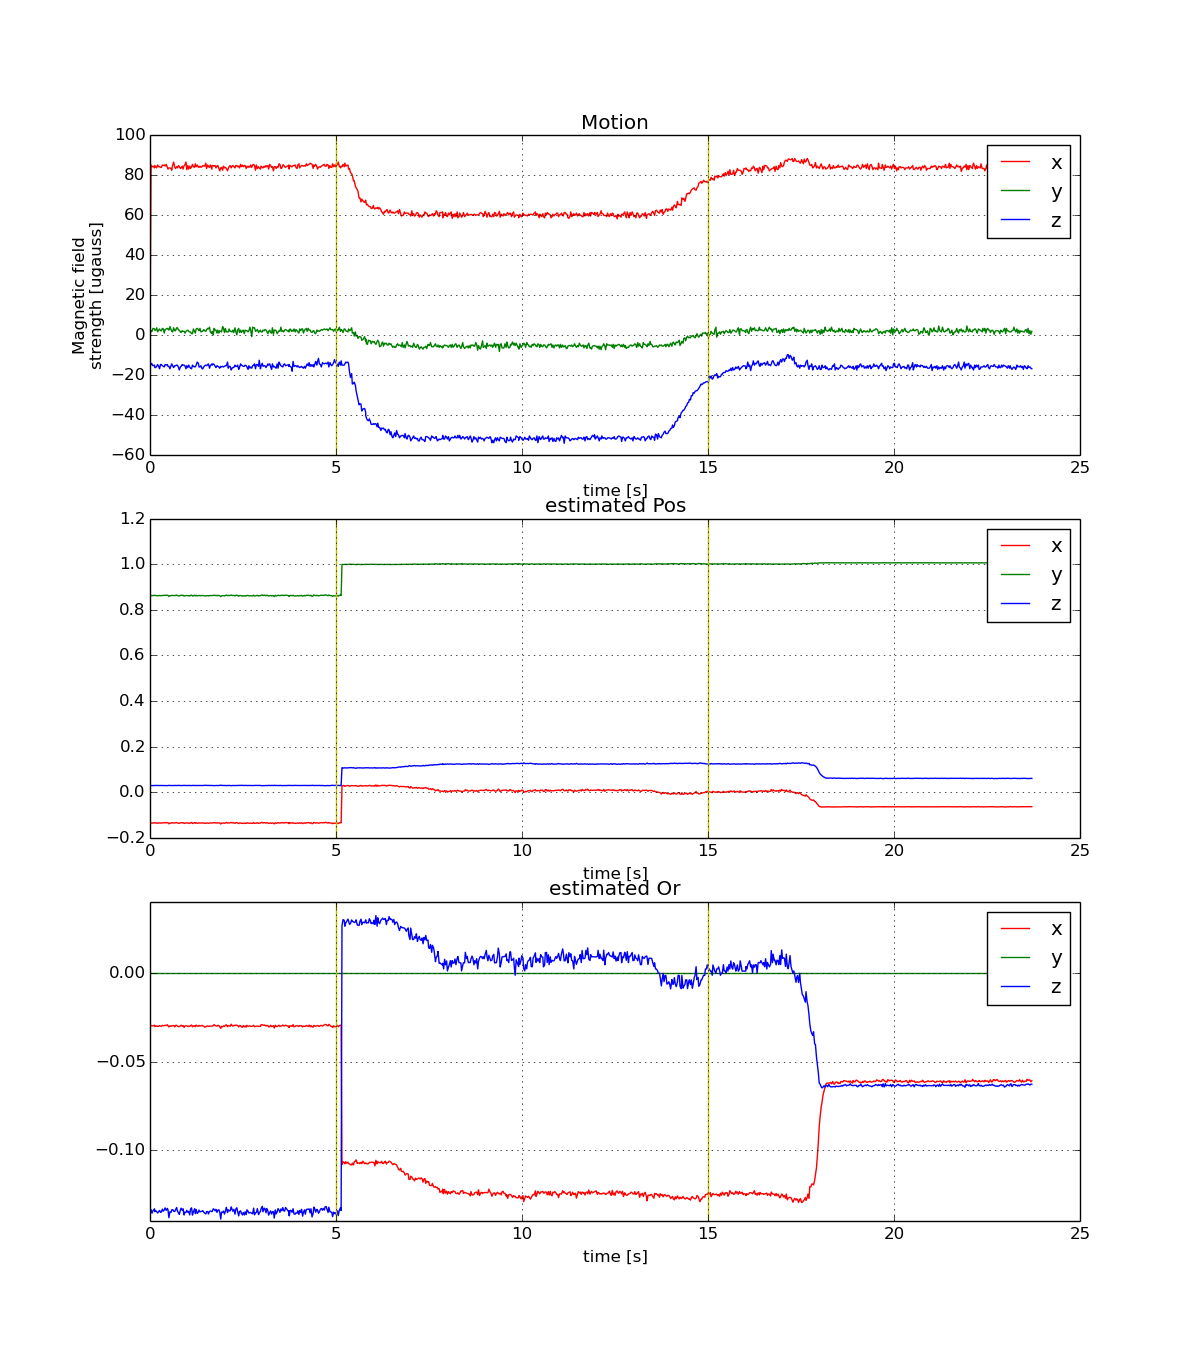 Motion
100
80
60
40
20
0
−20
−40
−60
Magnetic field
strength [ugauss]
x
y
z
0 5 10 15 20 25
time [s]
estimated Pos
1.2
1.0
0.8
0.6
0.4
0.2
0.0
−0.2
x
y
z
0 5 10 15 20 25
time [s]
estimated Or
0.00
−0.05
−0.10
x
y
z
0 5 10 15 20 25
time [s]